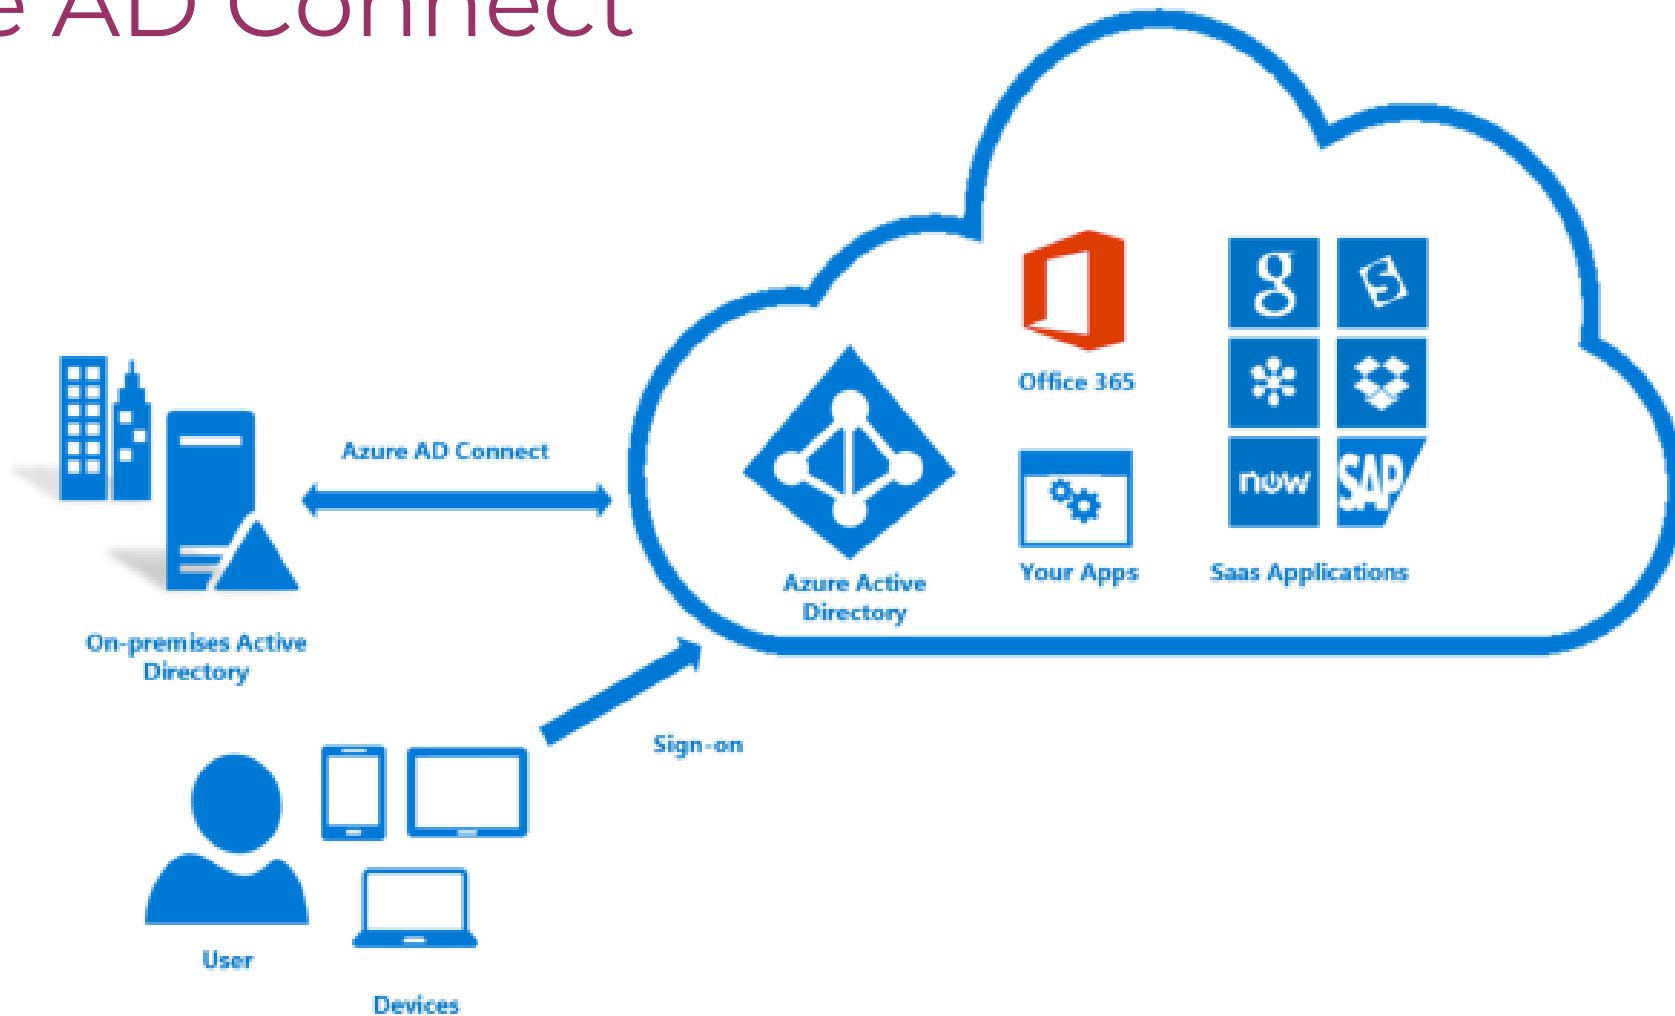 e AD Connect
Office 365
Azure AD Connect
now
SAP
Your Apps
Saas Applications
Azure Active
Directory
On-premises Active
Directory
Sign-on
User
Devices